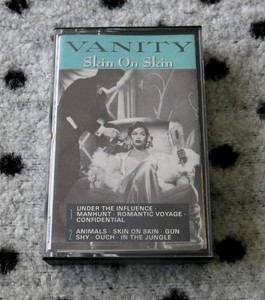 VANITY
Skin On Skin
1 UNDER THE INFLUENCE ·
MANHUNT · ROMANTIC VOYAGE ·
CONFIDENTIAL
2 ANIMALS · SKIN ON SKIN · GUN
SHY · OUCH · IN THE JUNGLE